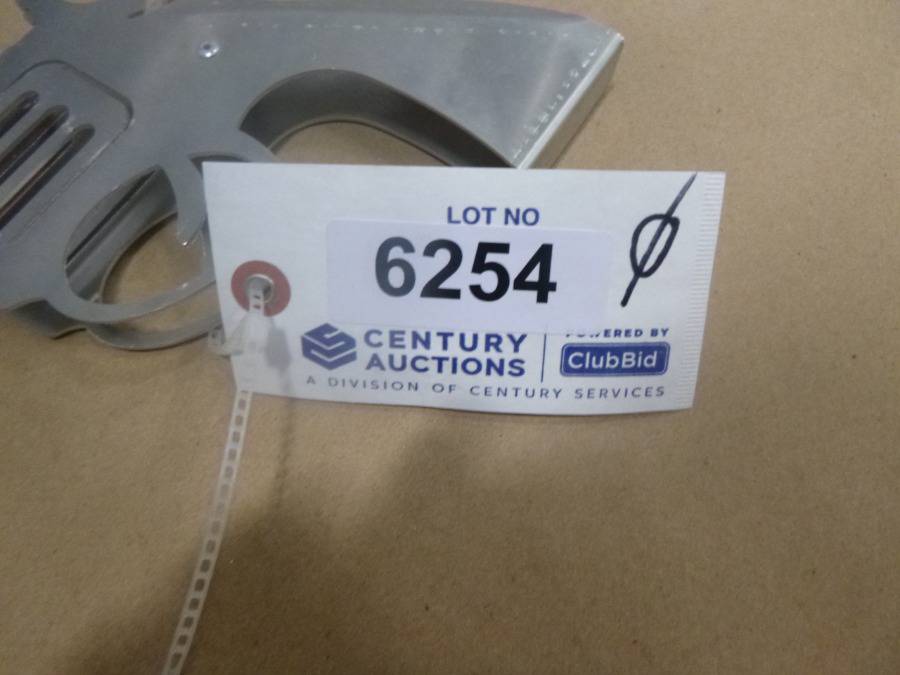 LOT NO
6254
CENTURY
AUCTIONS
POWERED BY
ClubBid
A DIVISION OF CENTURY SERVICES